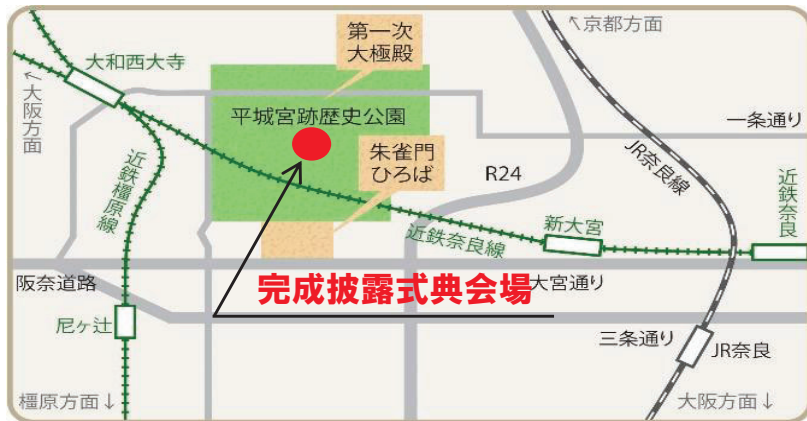 ↖京都方面
第一次
大極殿
大和西大寺
←大阪方面
平城宮跡歴史公園
一条通り
朱雀門
ひろば
R24
JR奈良線
近鉄奈良
近鉄橿原線
近鉄奈良線
新大宮
阪奈道路
完成披露式典会場
大宮通り
尼ヶ辻
三条通り
JR奈良
橿原方面↓
大阪方面↓